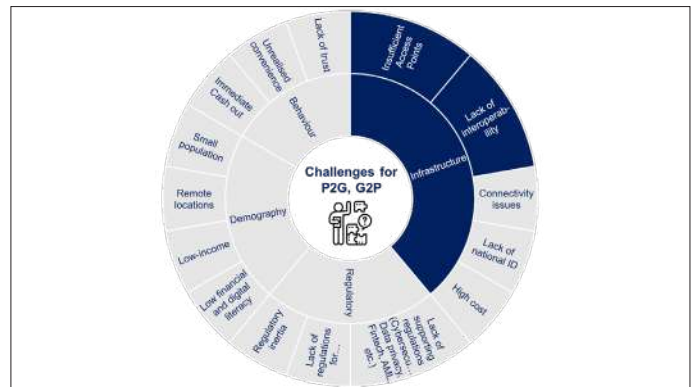 Challenges for
P2G, G2P
Infrastructure
Insufficient
Access
Points
Lack of
interoperab-
ility
Connectivity
issues
Lack of
national ID
High cost
Regulatory
Lack of
supporting
regulations
(Cybersecu...
Data privacy,
Fintech, AML,
etc.)
Lack of
regulations
for...
Regulatory
inertia
Demography
Low financial
and digital
literacy
Low-income
Remote
locations
Small
population
Behaviour
Immediate
Cash out
Unrealised
convenience
Lack of trust